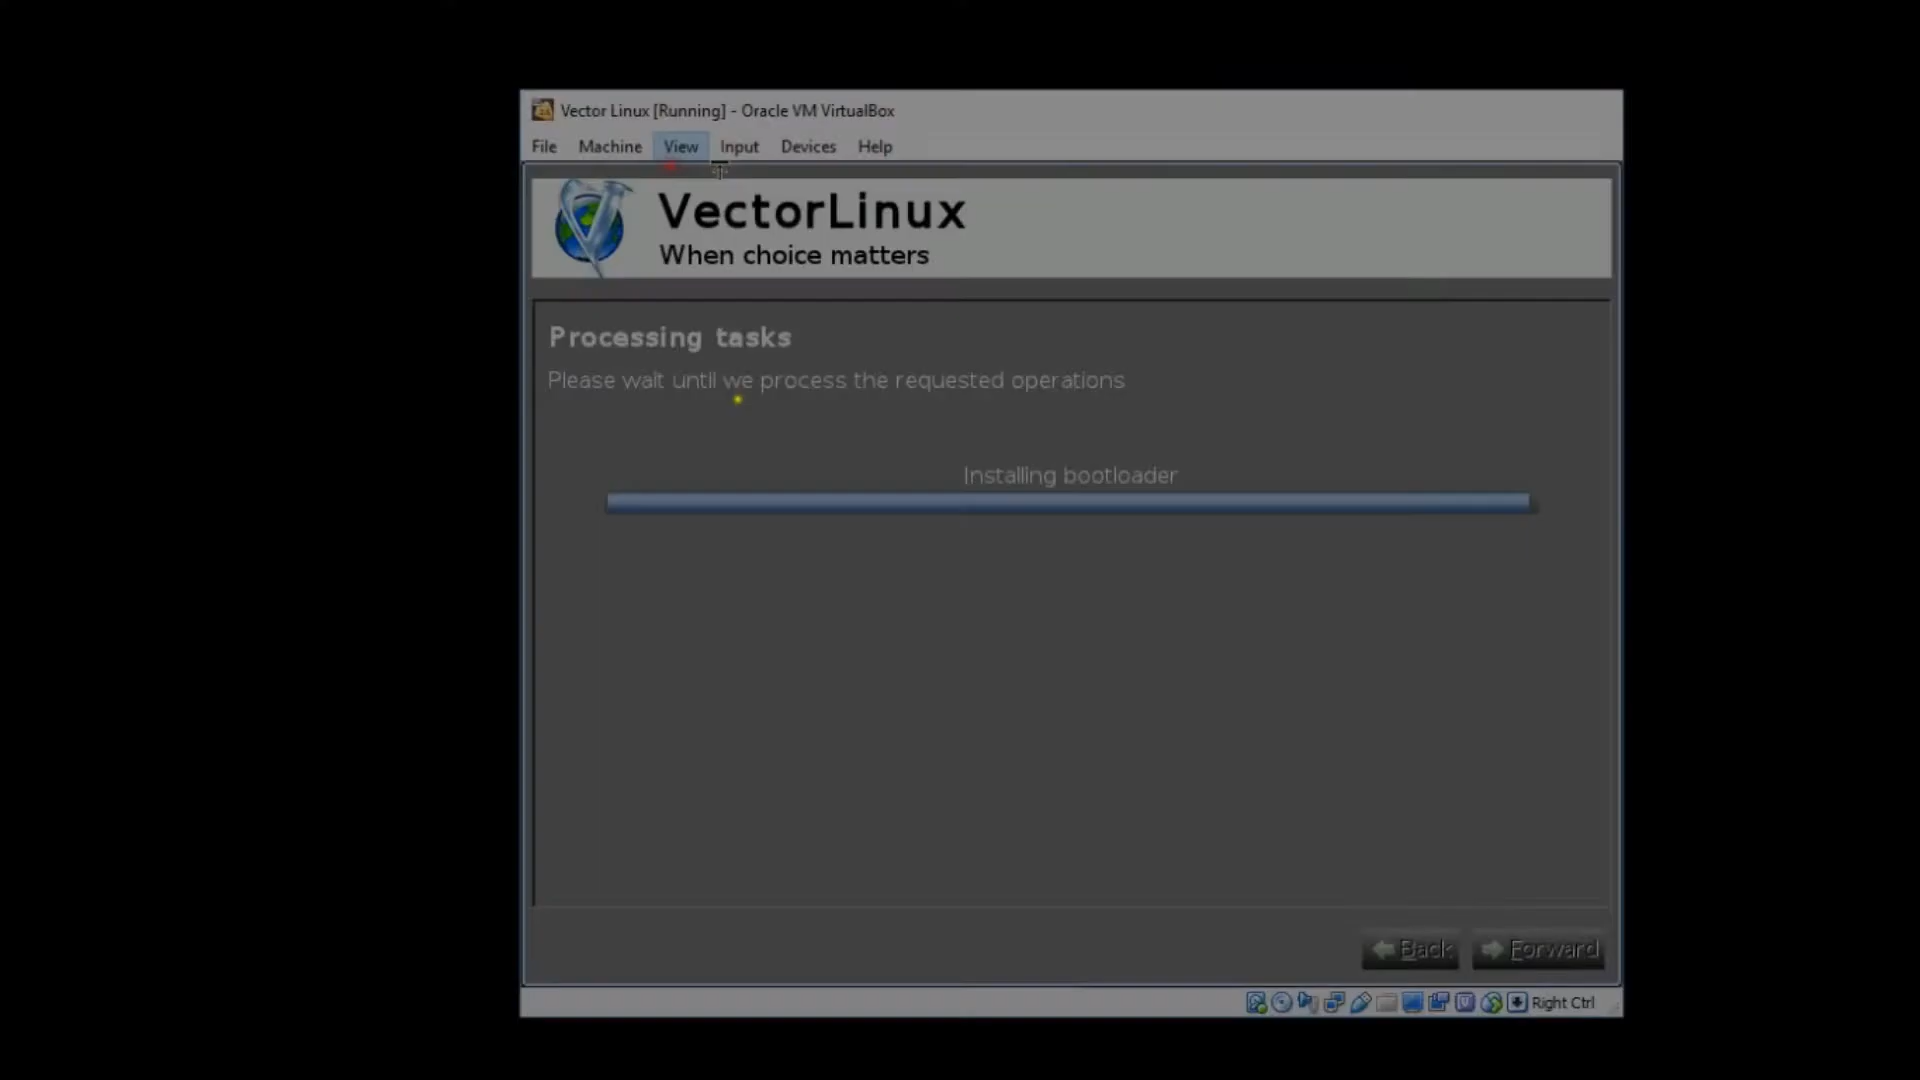 Vector Linux [Running] - Oracle VM VirtualBox
File Machine View Input Devices Help
VectorLinux
When choice matters
Processing tasks
Please wait until we process the requested operations
Installing bootloader
Back Forward
Right Ctrl